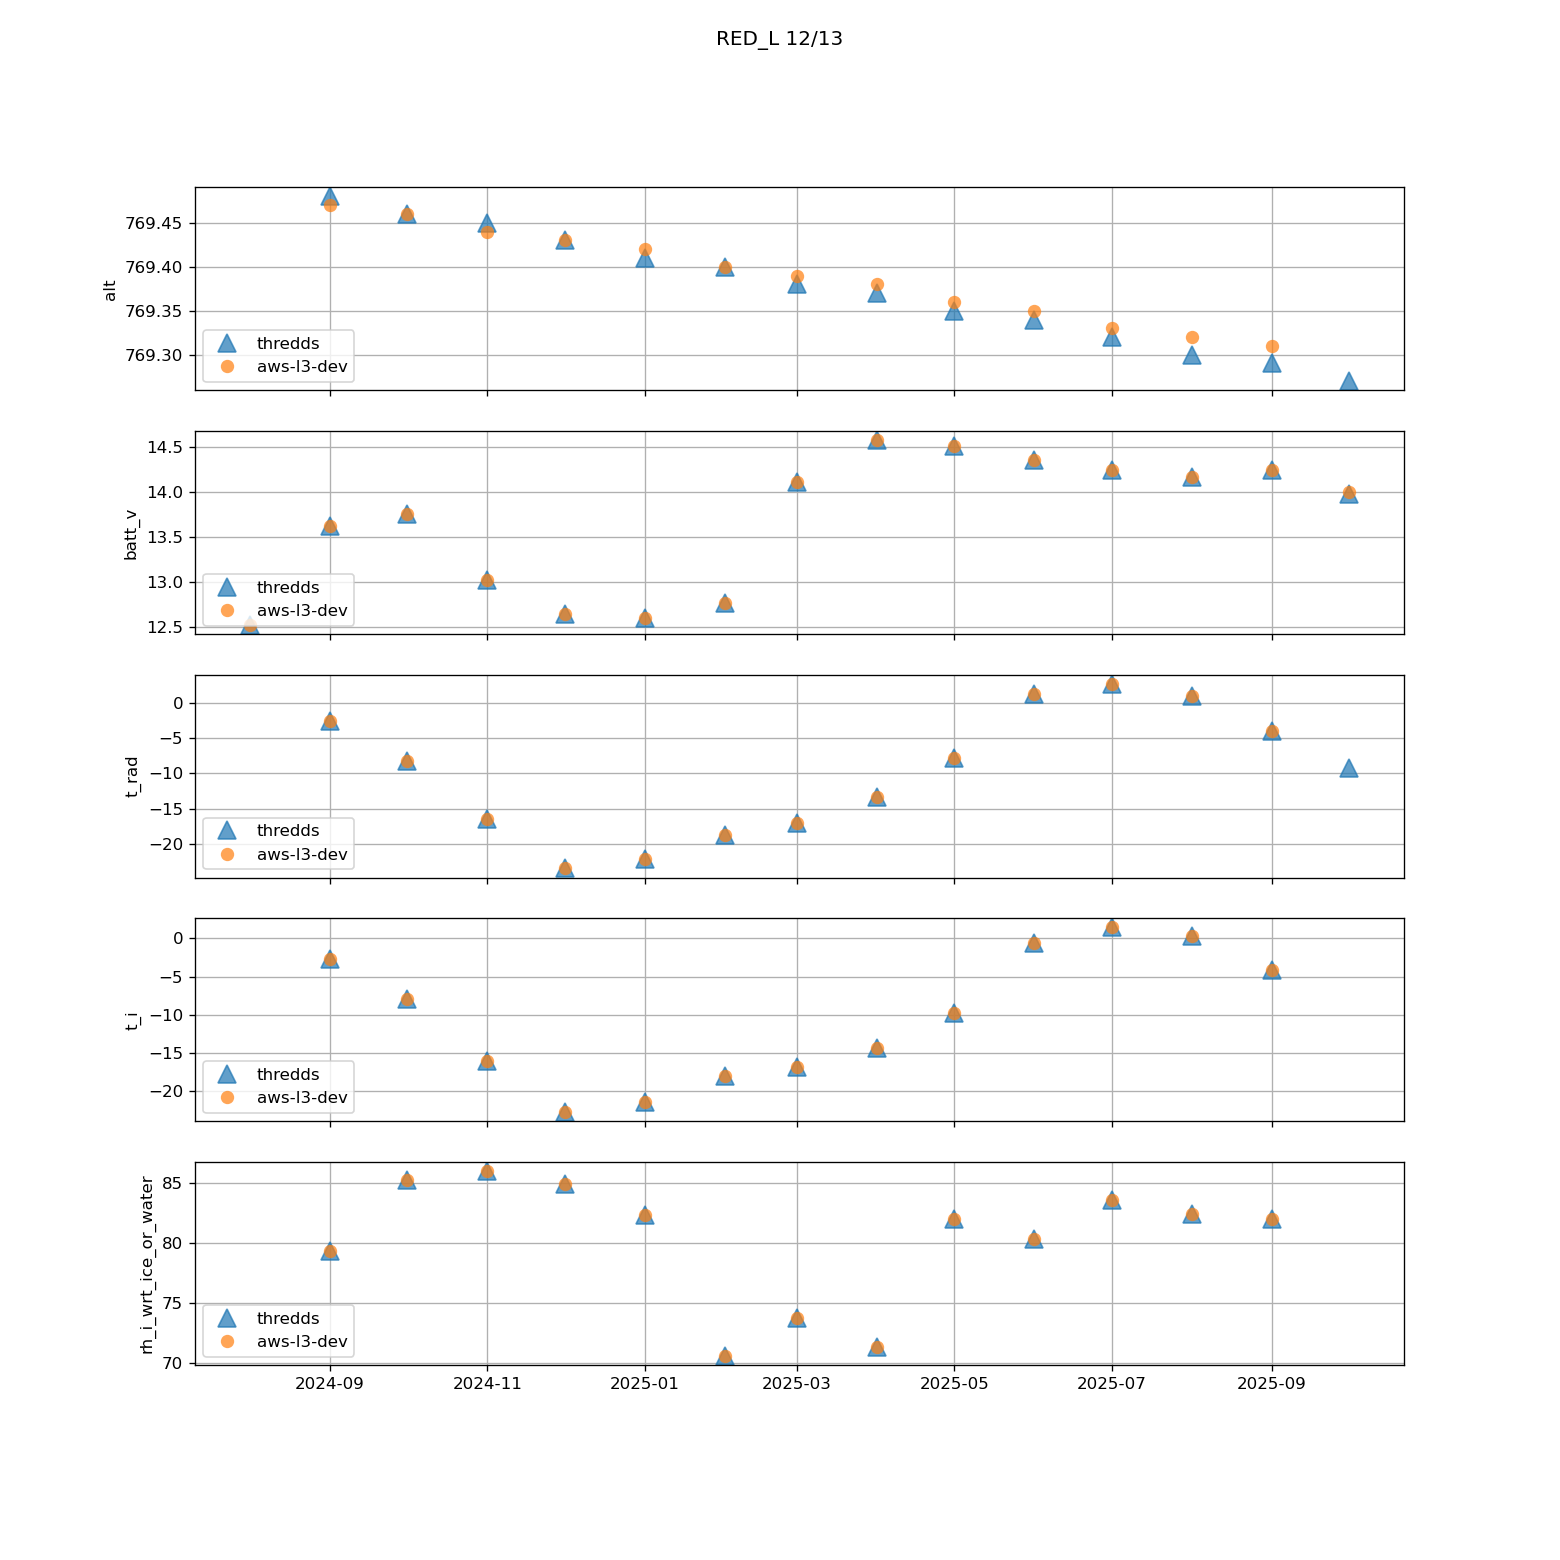 RED_L 12/13
769.45
769.40
769.35
769.30
alt
thredds
aws-l3-dev
14.5
14.0
13.5
13.0
12.5
batt_v
thredds
aws-l3-dev
0
−5
−10
−15
−20
t_rad
thredds
aws-l3-dev
0
−5
−10
−15
−20
t_i
thredds
aws-l3-dev
85
80
75
70
rh_i_wrt_ice_or_water
thredds
aws-l3-dev
2024-09
2024-11
2025-01
2025-03
2025-05
2025-07
2025-09